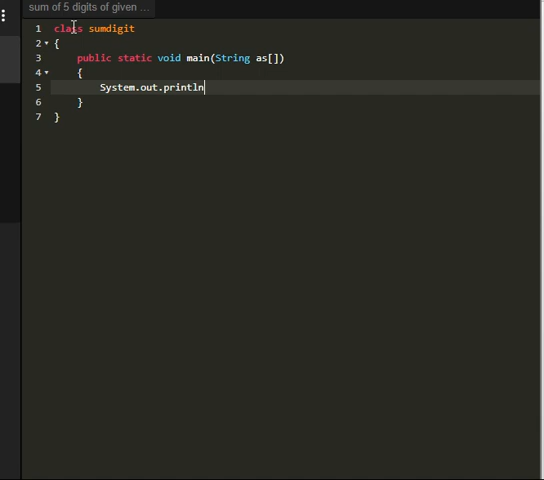 sum of 5 digits of given ...
1 class sumdigit
2 {
3 public static void main(String as[])
4 {
5 System.out.println
6 }
7 }